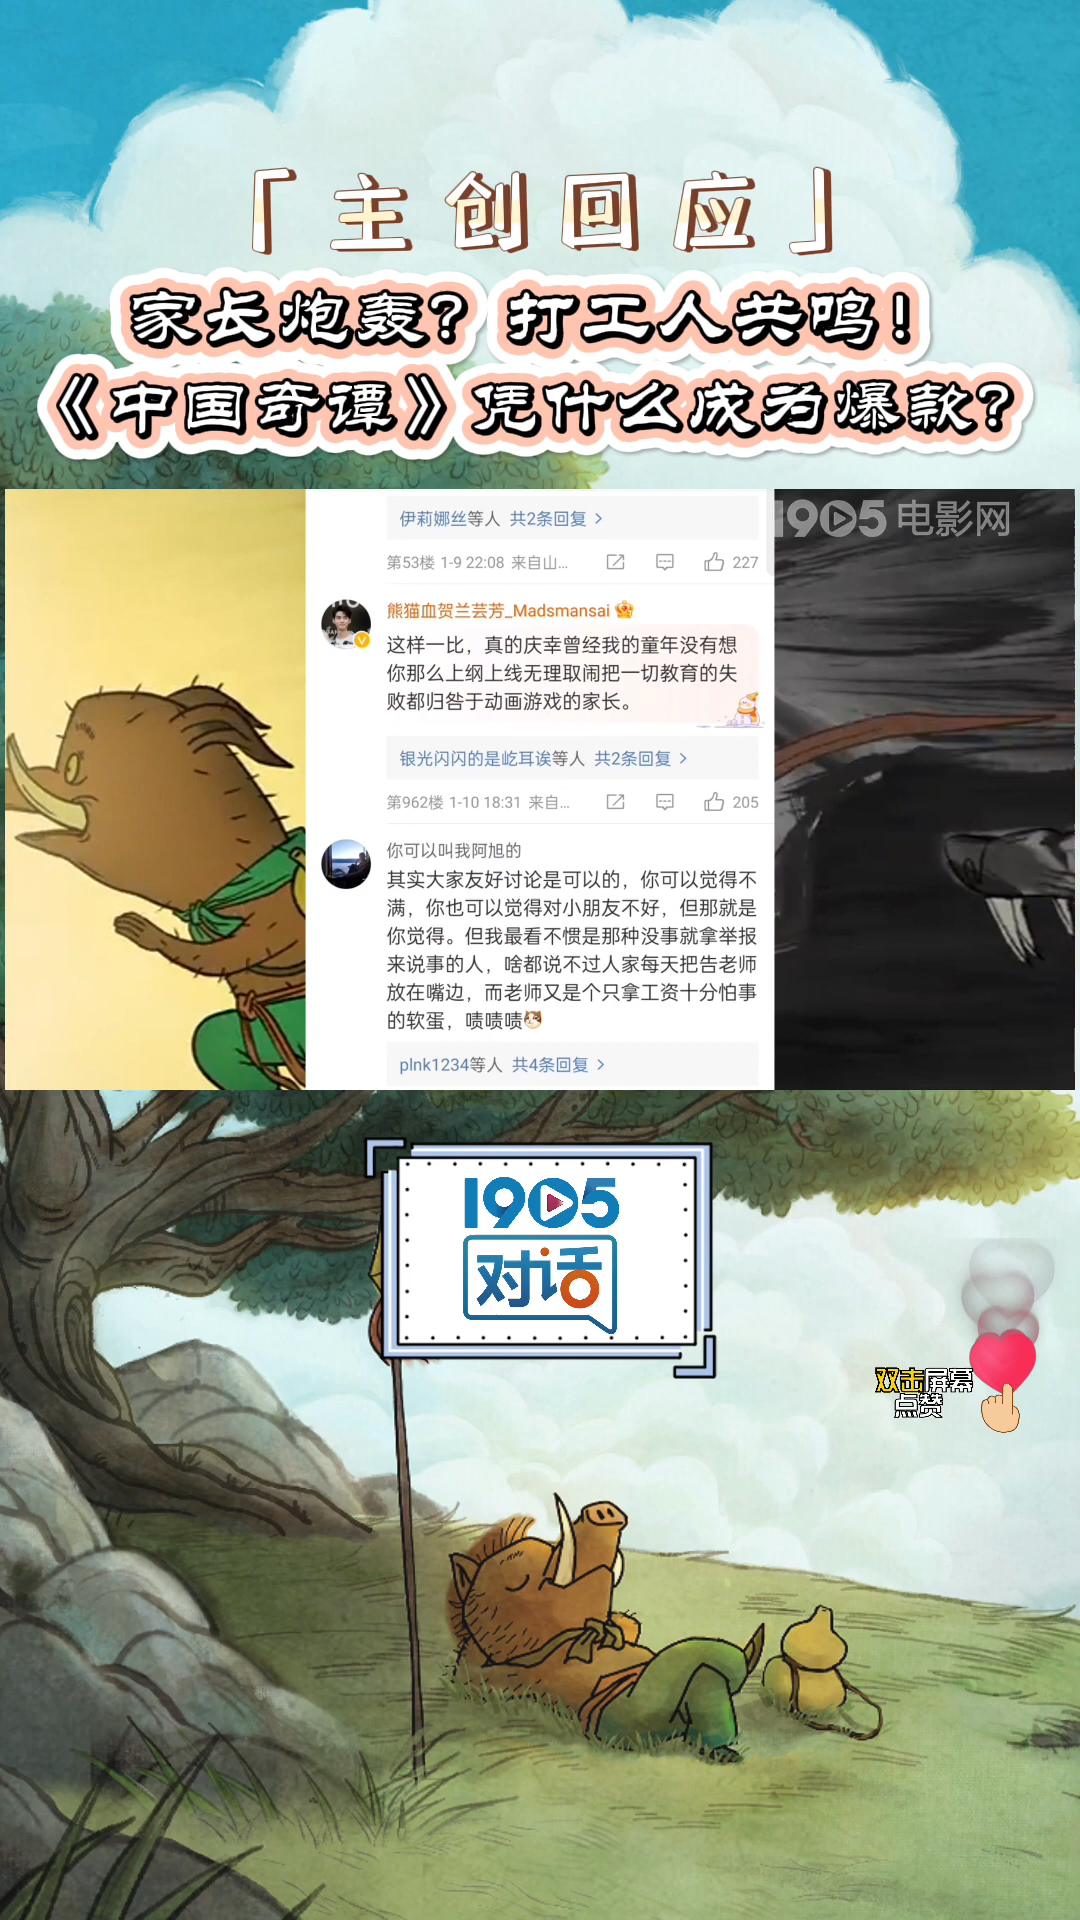 「主创回应」
家长炮轰？打工人共鸣！
《中国奇谭》凭什么成为爆款？
1905电影网
伊莉娜丝等人 共2条回复 >
第53楼 1-9 22:08 来自山... 227
熊猫血贺兰芸芳_Madsmansai
这样一比，真的庆幸曾经我的童年没有想
你那么上纲上线无理取闹把一切教育的失
败都归咎于动画游戏的家长。
银光闪闪的是屹耳诶等人 共2条回复 >
第962楼 1-10 18:31 来自... 205
你可以叫我阿旭的
其实大家友好讨论是可以的，你可以觉得不
满，你也可以觉得对小朋友不好，但那就是
你觉得。但我最看不惯是那种没事就拿举报
来说事的人，啥都说不过人家每天把告老师
放在嘴边，而老师又是个只拿工资十分怕事
的软蛋，啧啧啧
plnk1234等人 共4条回复 >
1905
对话
双击屏幕
点赞